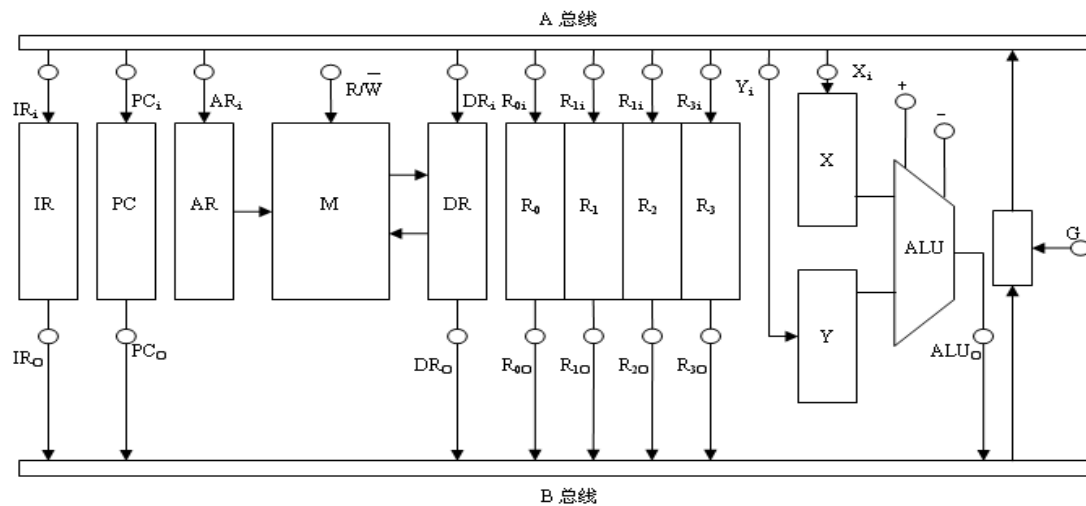 A 总线
IR𝗂 PC𝗂 AR𝗂 R/W̅ DR𝗂 R₀𝗂 R₁𝗂 R₁𝗂 R₃𝗂 Y𝗂 X𝗂 + −
IR PC AR M DR R₀ R₁ R₂ R₃ X Y ALU G
IRO PCO DRO R₀O R₁O R₂O R₃O ALUO
B 总线